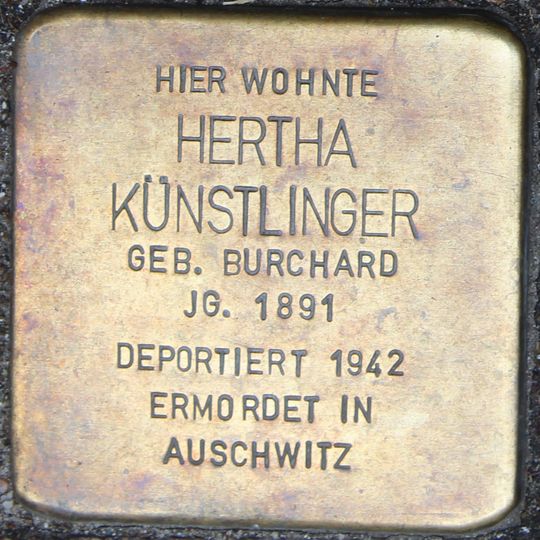 HIER WOHNTE
HERTHA
KÜNSTLINGER
GEB. BURCHARD
JG. 1891
DEPORTIERT 1942
ERMORDET IN
AUSCHWITZ